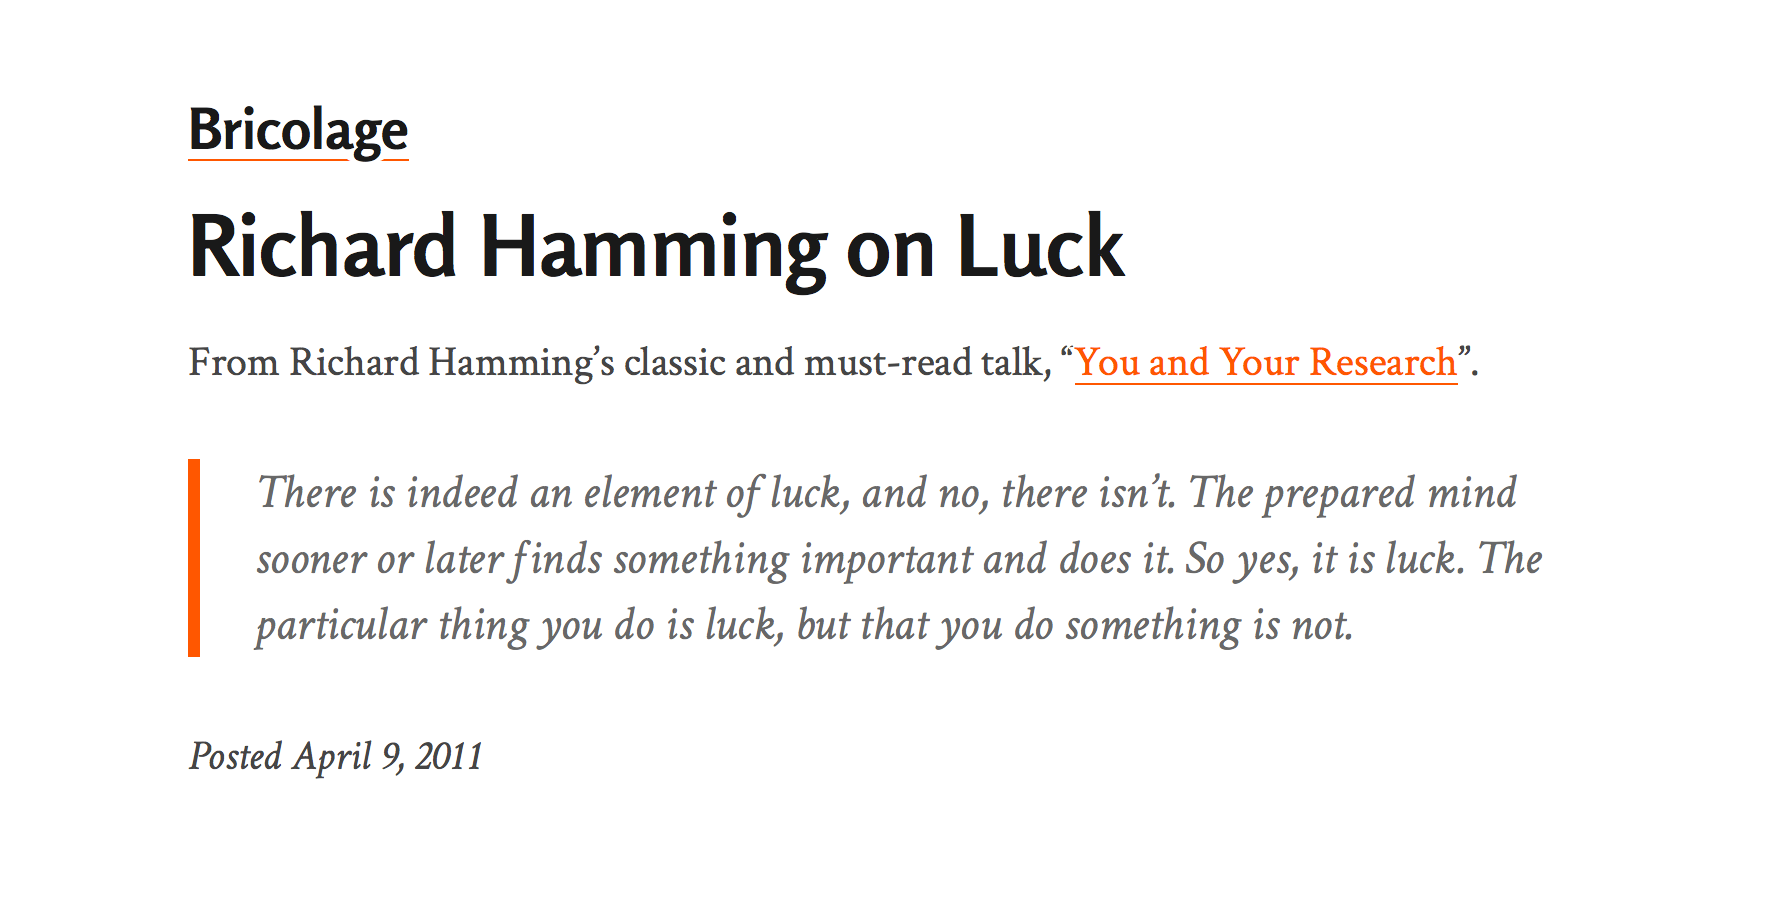 Bricolage
Richard Hamming on Luck
From Richard Hamming’s classic and must-read talk, “You and Your Research”.
There is indeed an element of luck, and no, there isn’t. The prepared mind
sooner or later finds something important and does it. So yes, it is luck. The
particular thing you do is luck, but that you do something is not.
Posted April 9, 2011